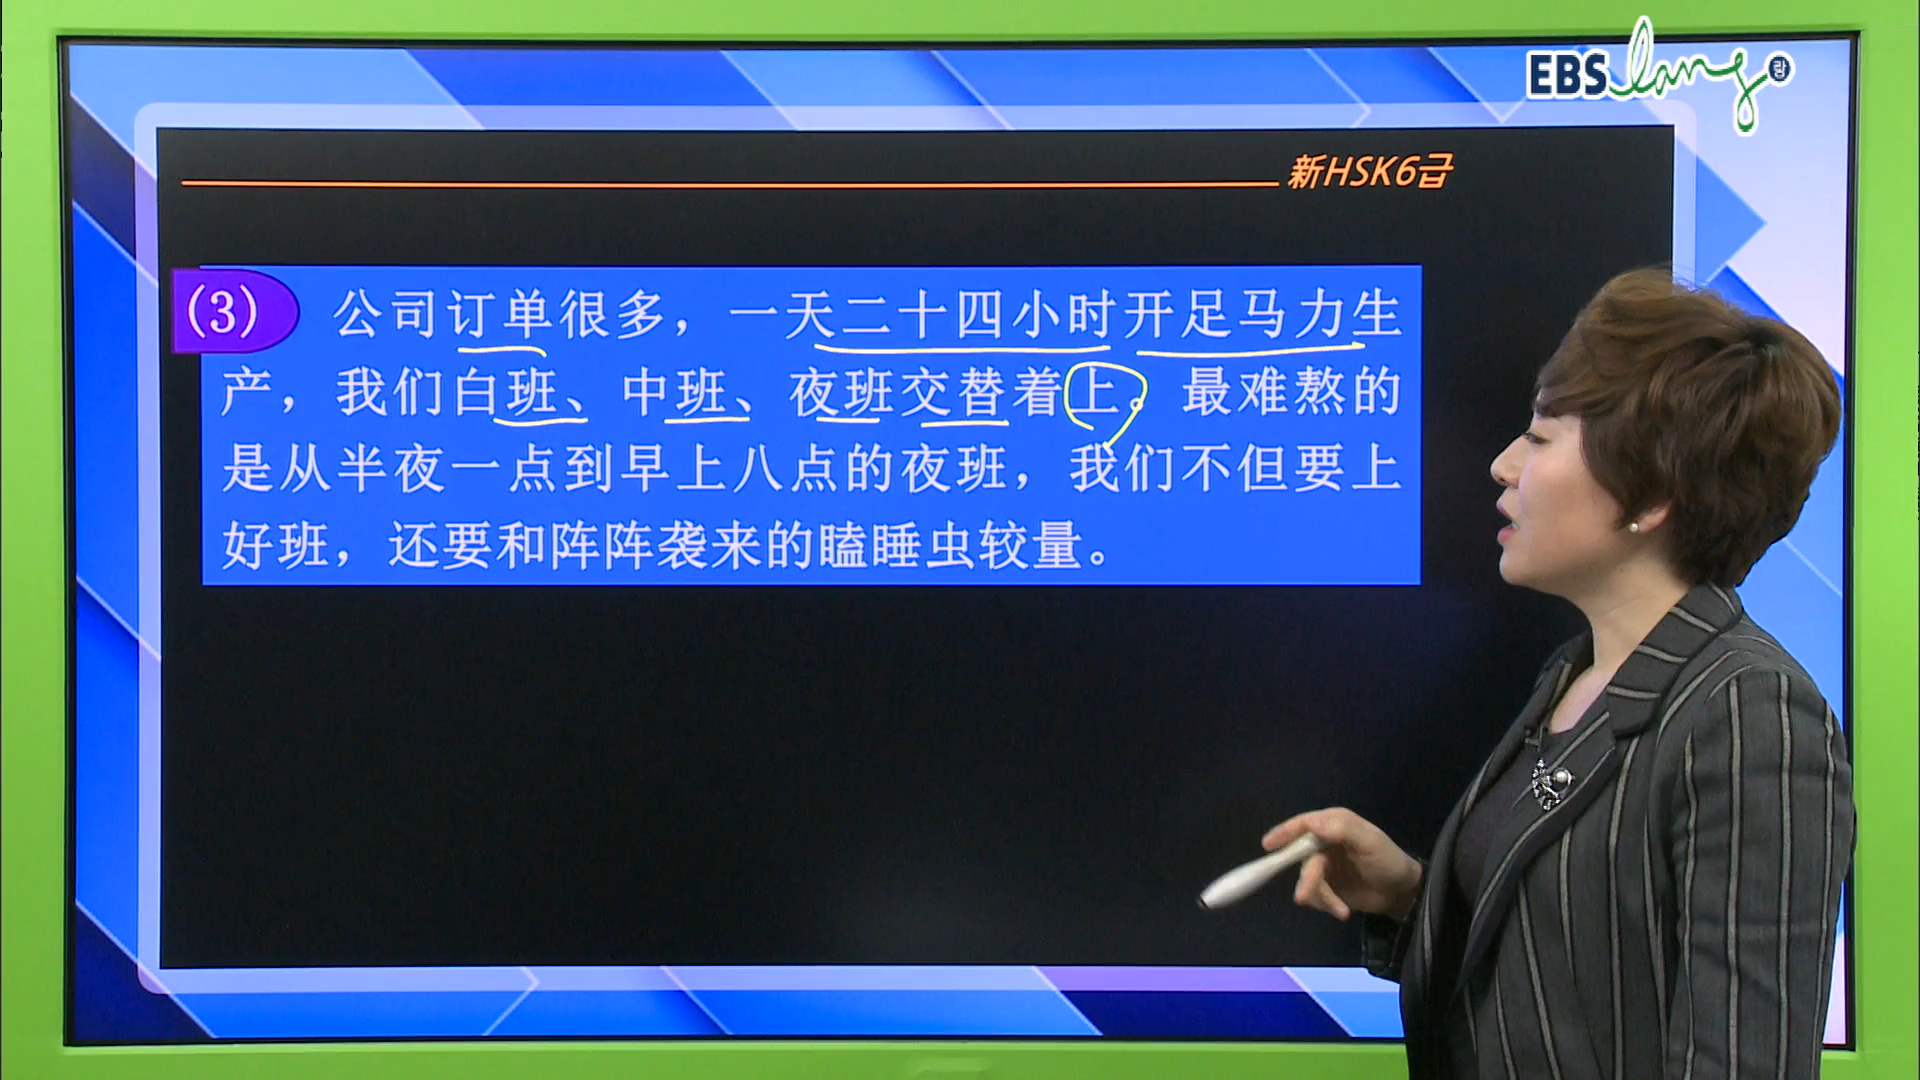 EBS lang 랑
新HSK6급
(3) 公司订单很多，一天二十四小时开足马力生
产，我们白班、中班、夜班交替着上。最难熬的
是从半夜一点到早上八点的夜班，我们不但要上
好班，还要和阵阵袭来的瞌睡虫较量。